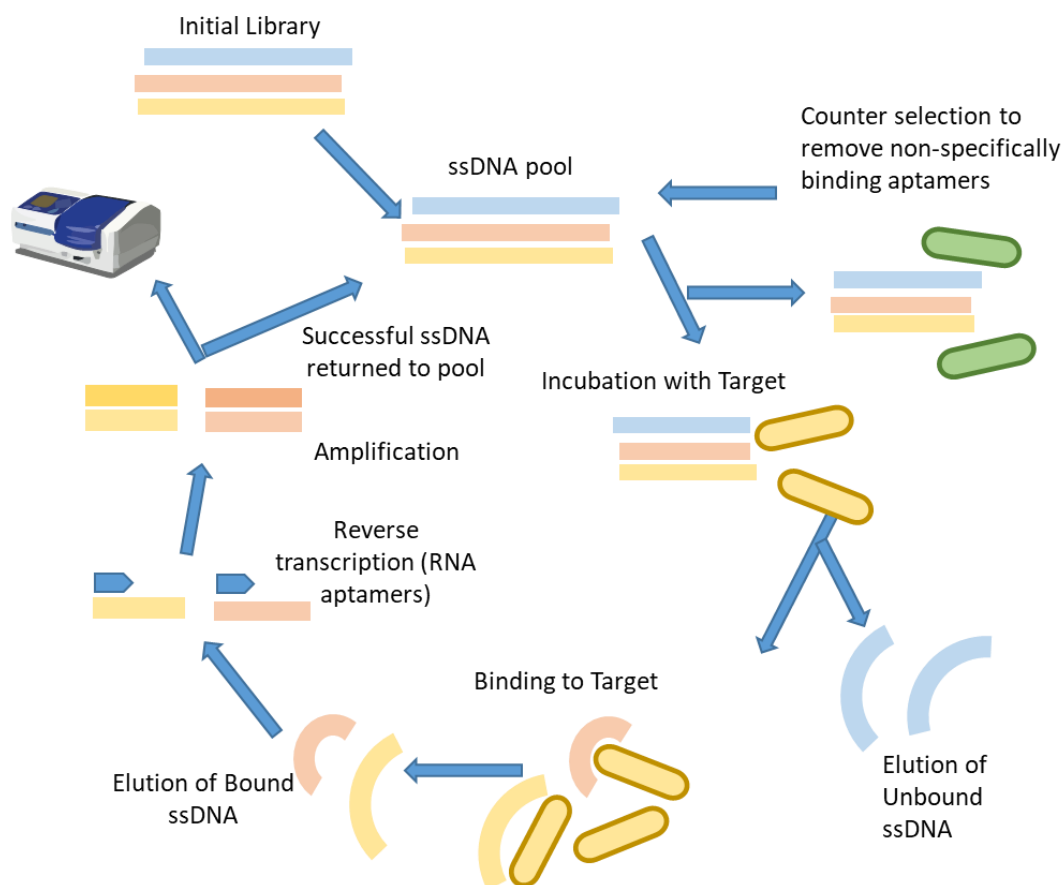 Initial Library
Counter selection to
remove non-specifically
binding aptamers
ssDNA pool
Successful ssDNA
returned to pool
Incubation with Target
Amplification
Reverse
transcription (RNA
aptamers)
Binding to Target
Elution of Bound
ssDNA
Elution of
Unbound
ssDNA